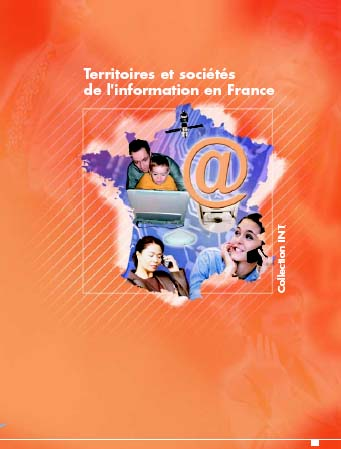 Territoires et sociétés
de l'information en France
@
Collection INT